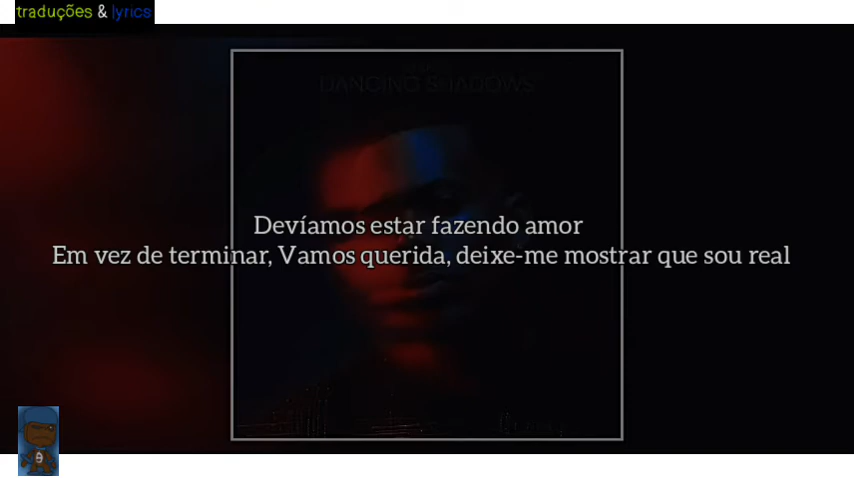 traduções & lyrics
DANCING SHADOWS
Devíamos estar fazendo amor
Em vez de terminar, Vamos querida, deixe-me mostrar que sou real